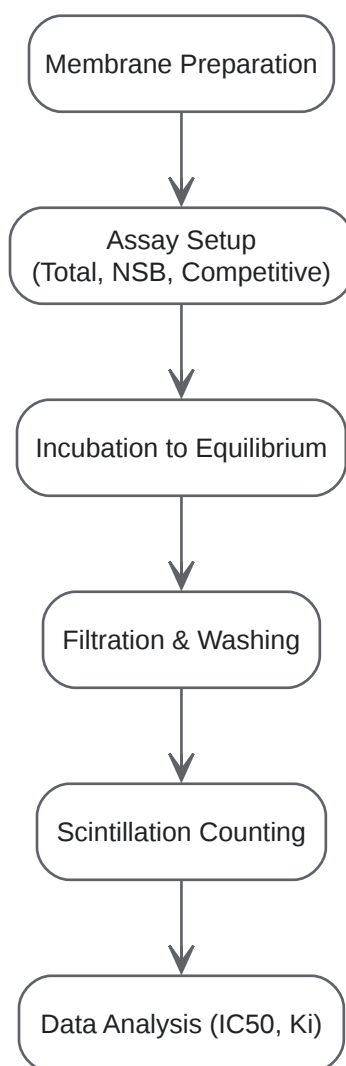 Membrane Preparation
Assay Setup
(Total, NSB, Competitive)
Incubation to Equilibrium
Filtration & Washing
Scintillation Counting
Data Analysis (IC50, Ki)